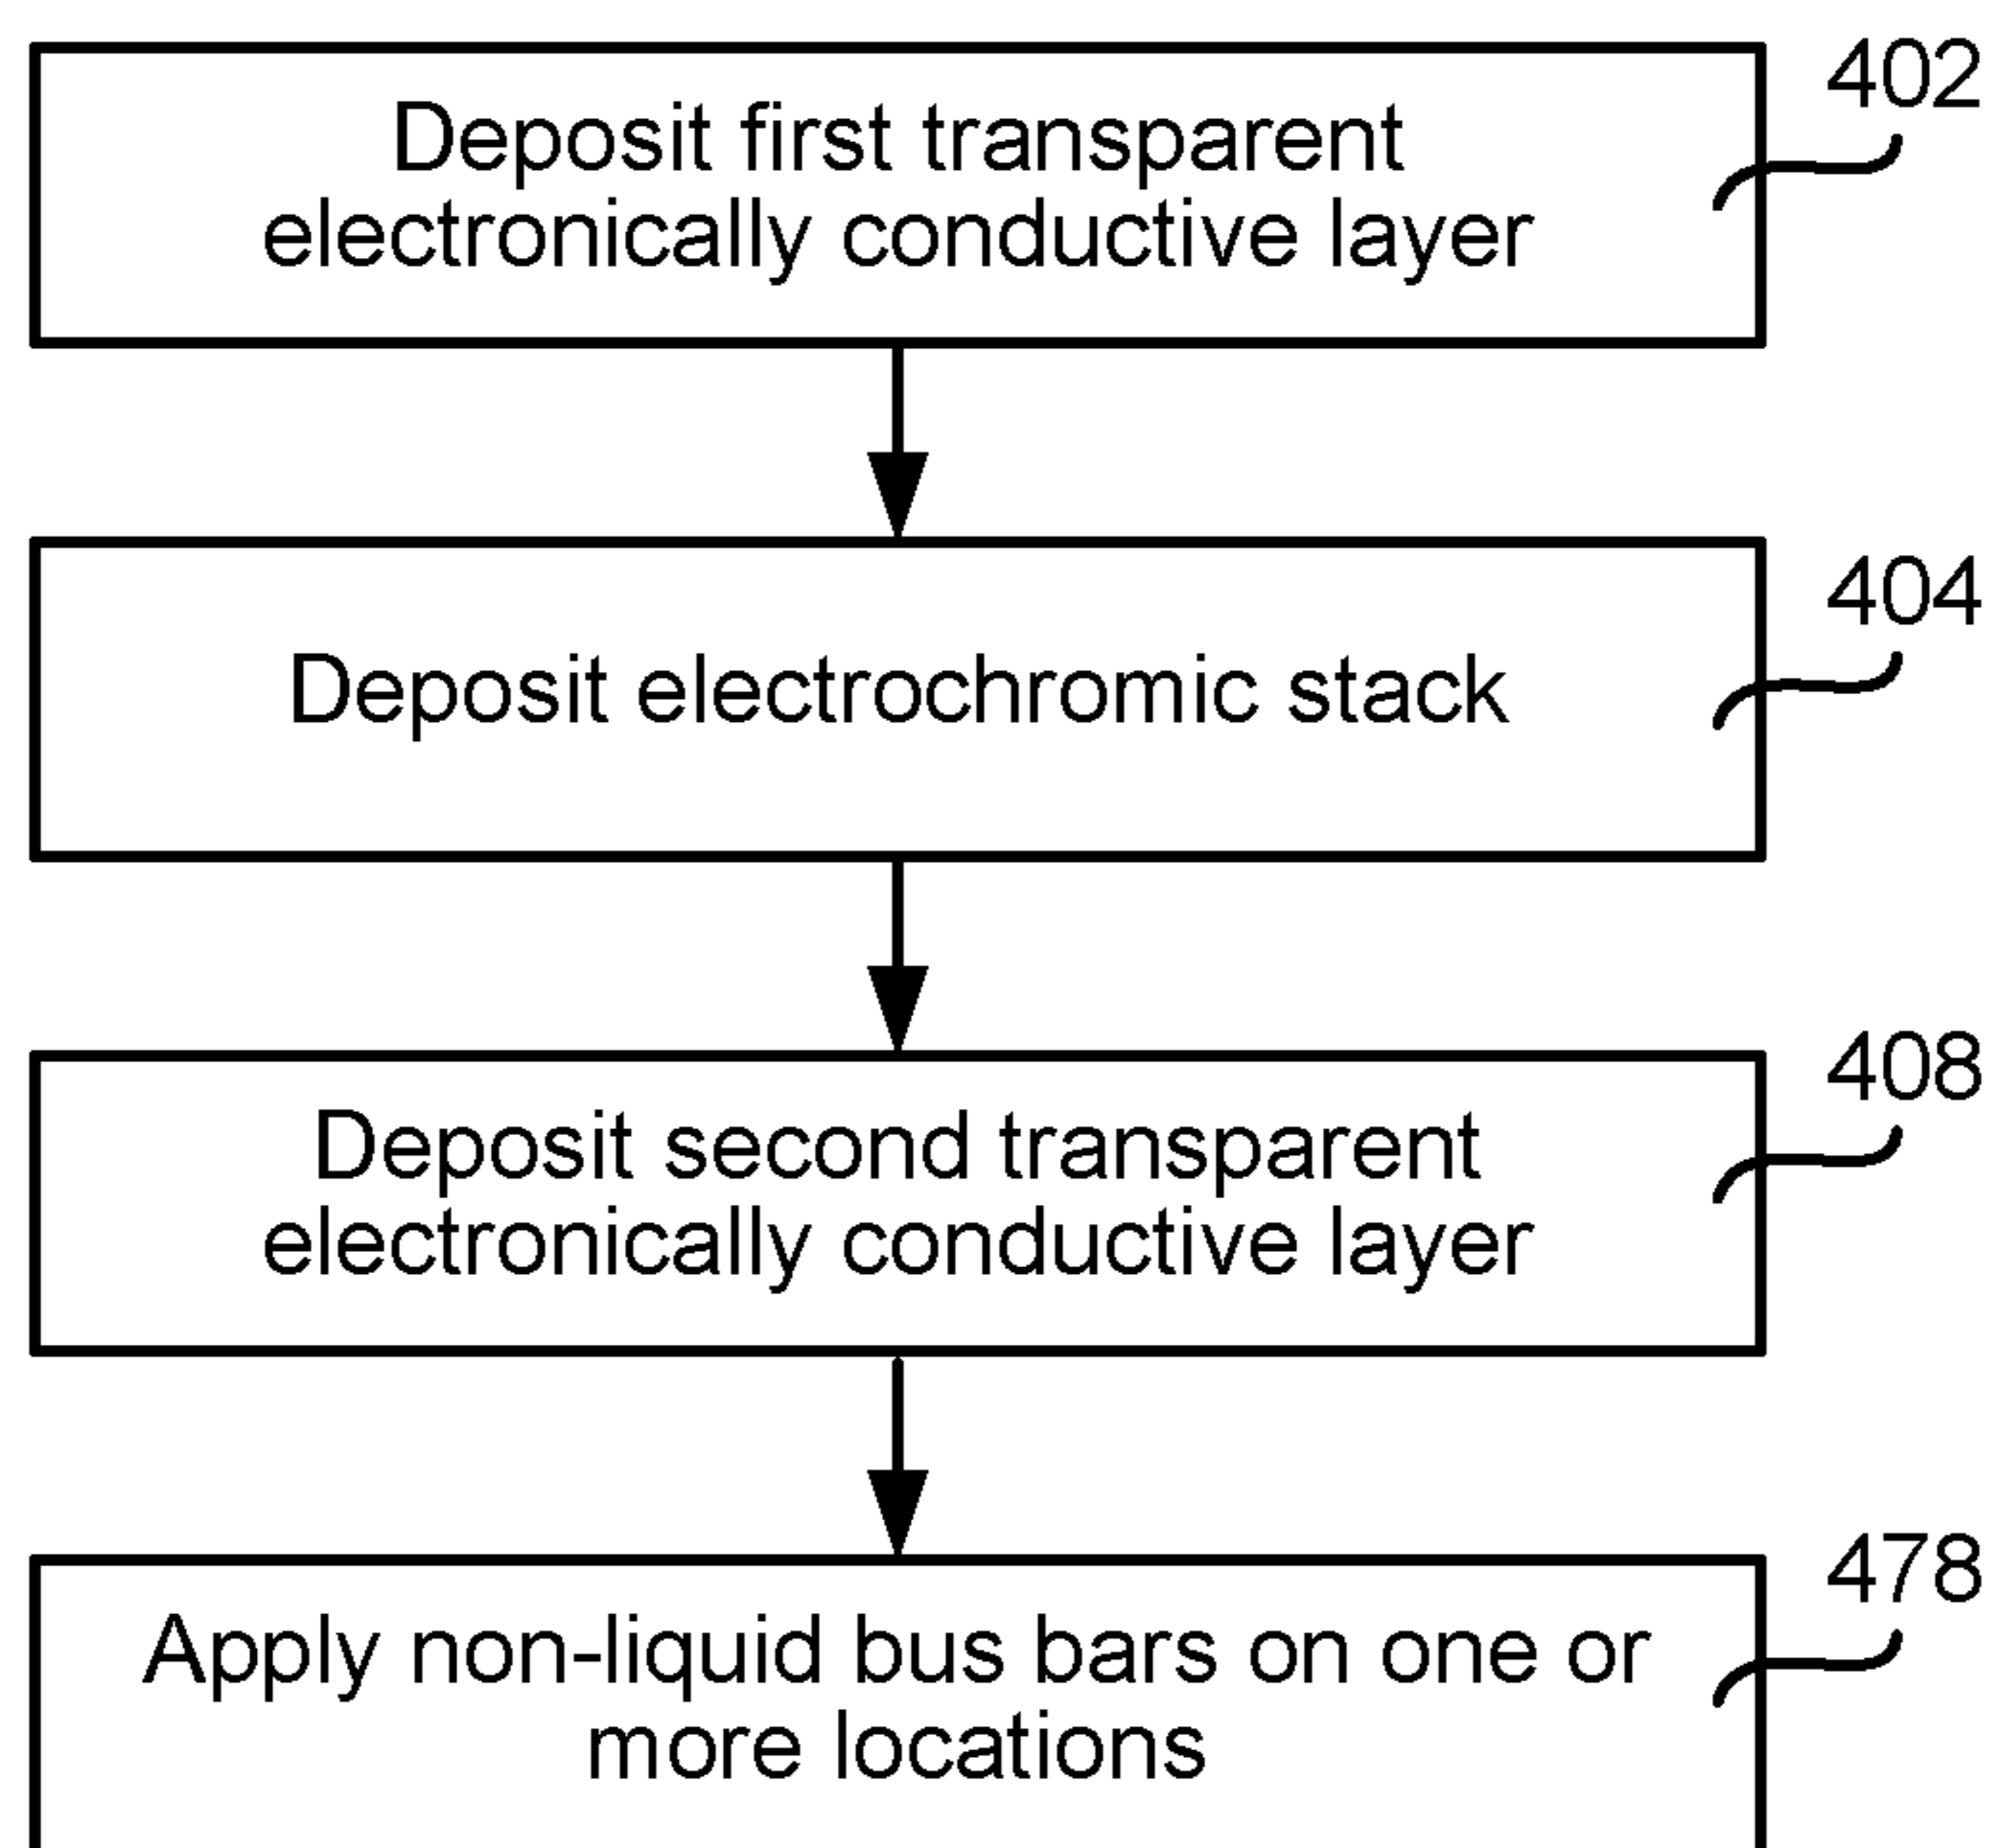 402
Deposit first transparent
electronically conductive layer
404
Deposit electrochromic stack
408
Deposit second transparent
electronically conductive layer
478
Apply non-liquid bus bars on one or
more locations